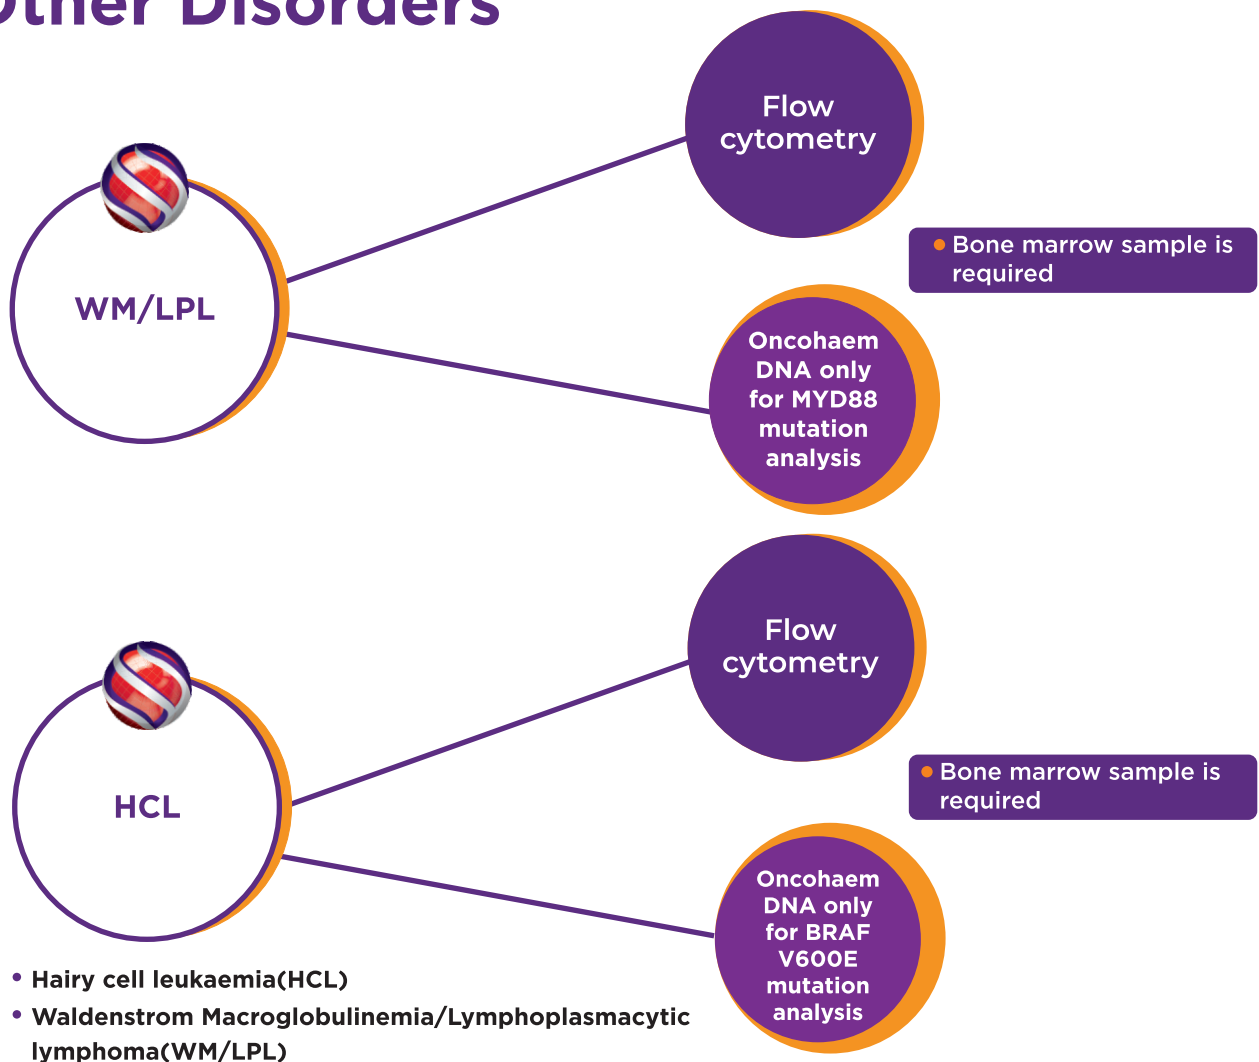 Other Disorders
Flow
cytometry
WM/LPL
• Bone marrow sample is
required
Oncohaem
DNA only
for MYD88
mutation
analysis
Flow
cytometry
HCL
• Bone marrow sample is
required
Oncohaem
DNA only
for BRAF
V600E
mutation
analysis
• Hairy cell leukaemia(HCL)
• Waldenstrom Macroglobulinemia/Lymphoplasmacytic
lymphoma(WM/LPL)